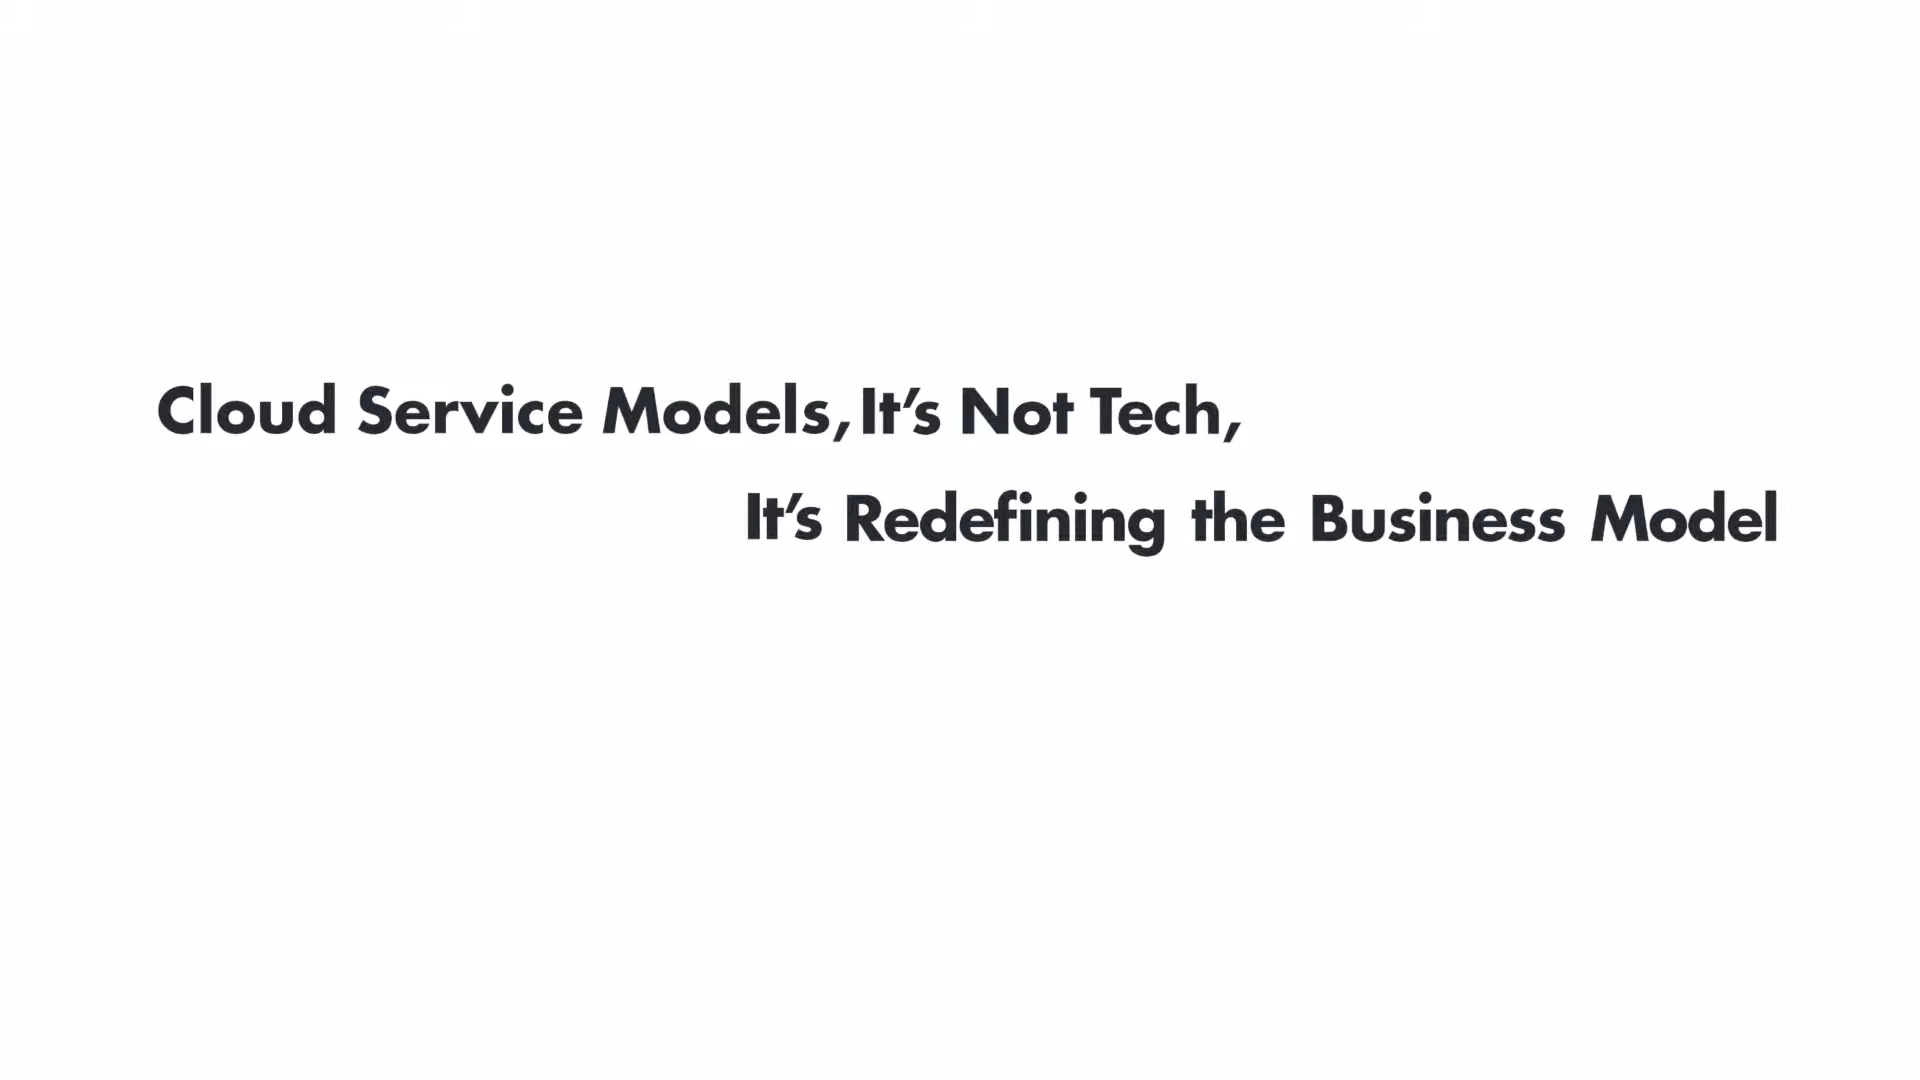 Cloud Service Models, It’s Not Tech,
It’s Redefining the Business Model